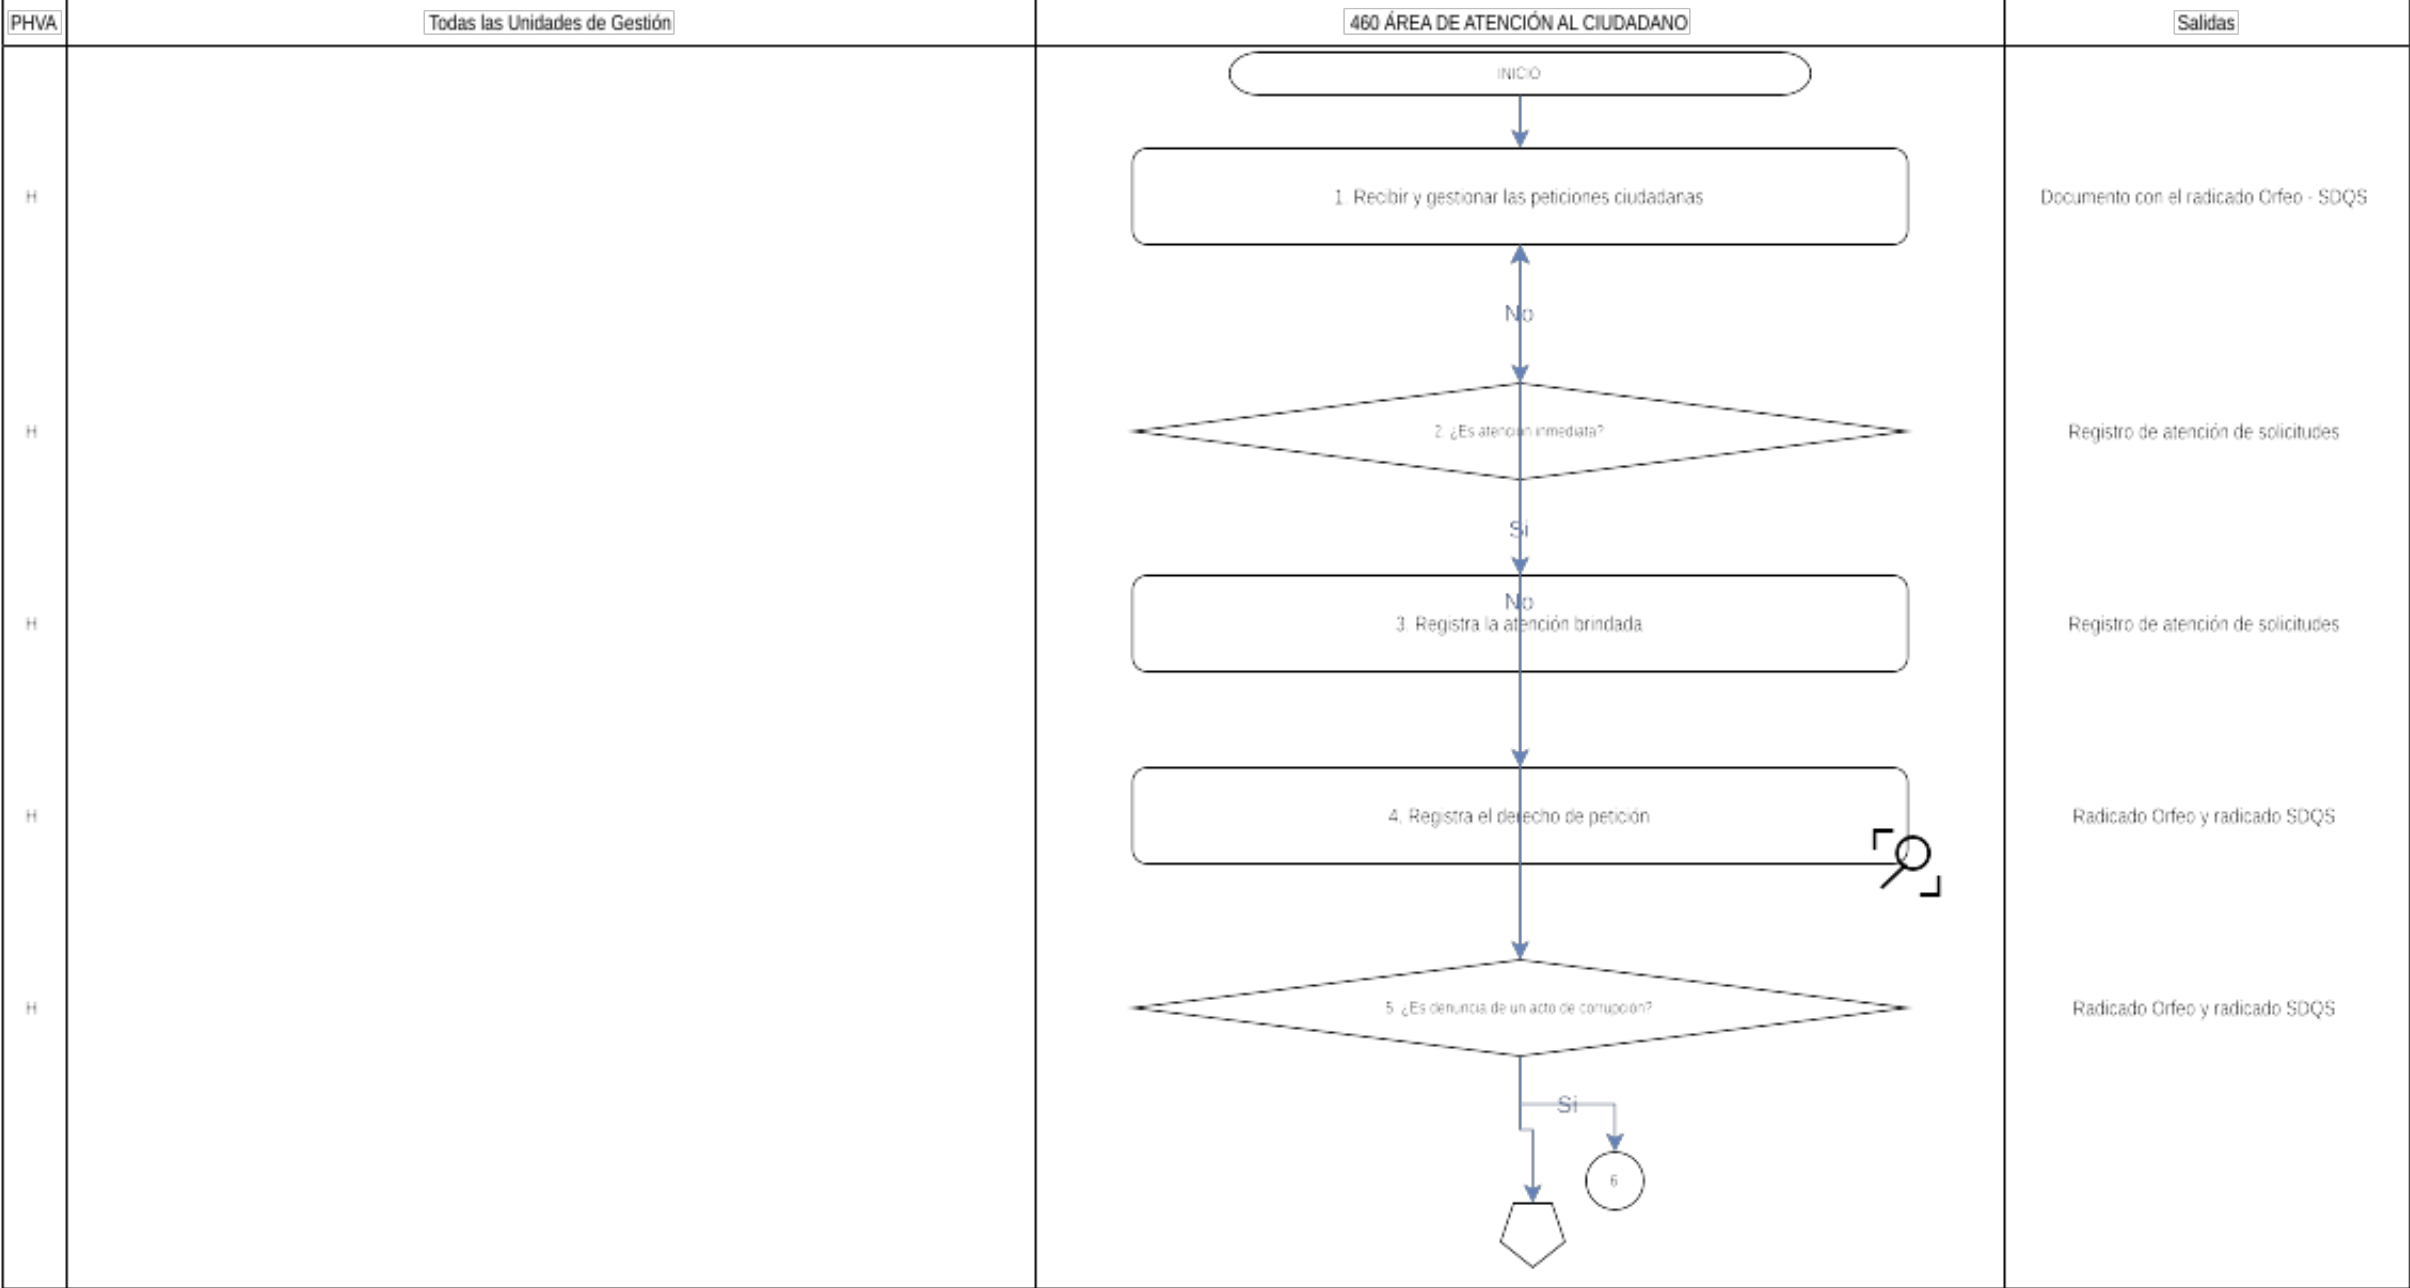 PHVA
Todas las Unidades de Gestión
460 ÁREA DE ATENCIÓN AL CIUDADANO
Salidas
INICIO
H
1. Recibir y gestionar las peticiones ciudadanas
Documento con el radicado Orfeo - SDQS
No
H
2. ¿Es atención inmediata?
Registro de atención de solicitudes
Si
No
H
3. Registra la atención brindada
Registro de atención de solicitudes
H
4. Registra el derecho de petición
Radicado Orfeo y radicado SDQS
H
5. ¿Es denuncia de un acto de corrupción?
Radicado Orfeo y radicado SDQS
Si
6